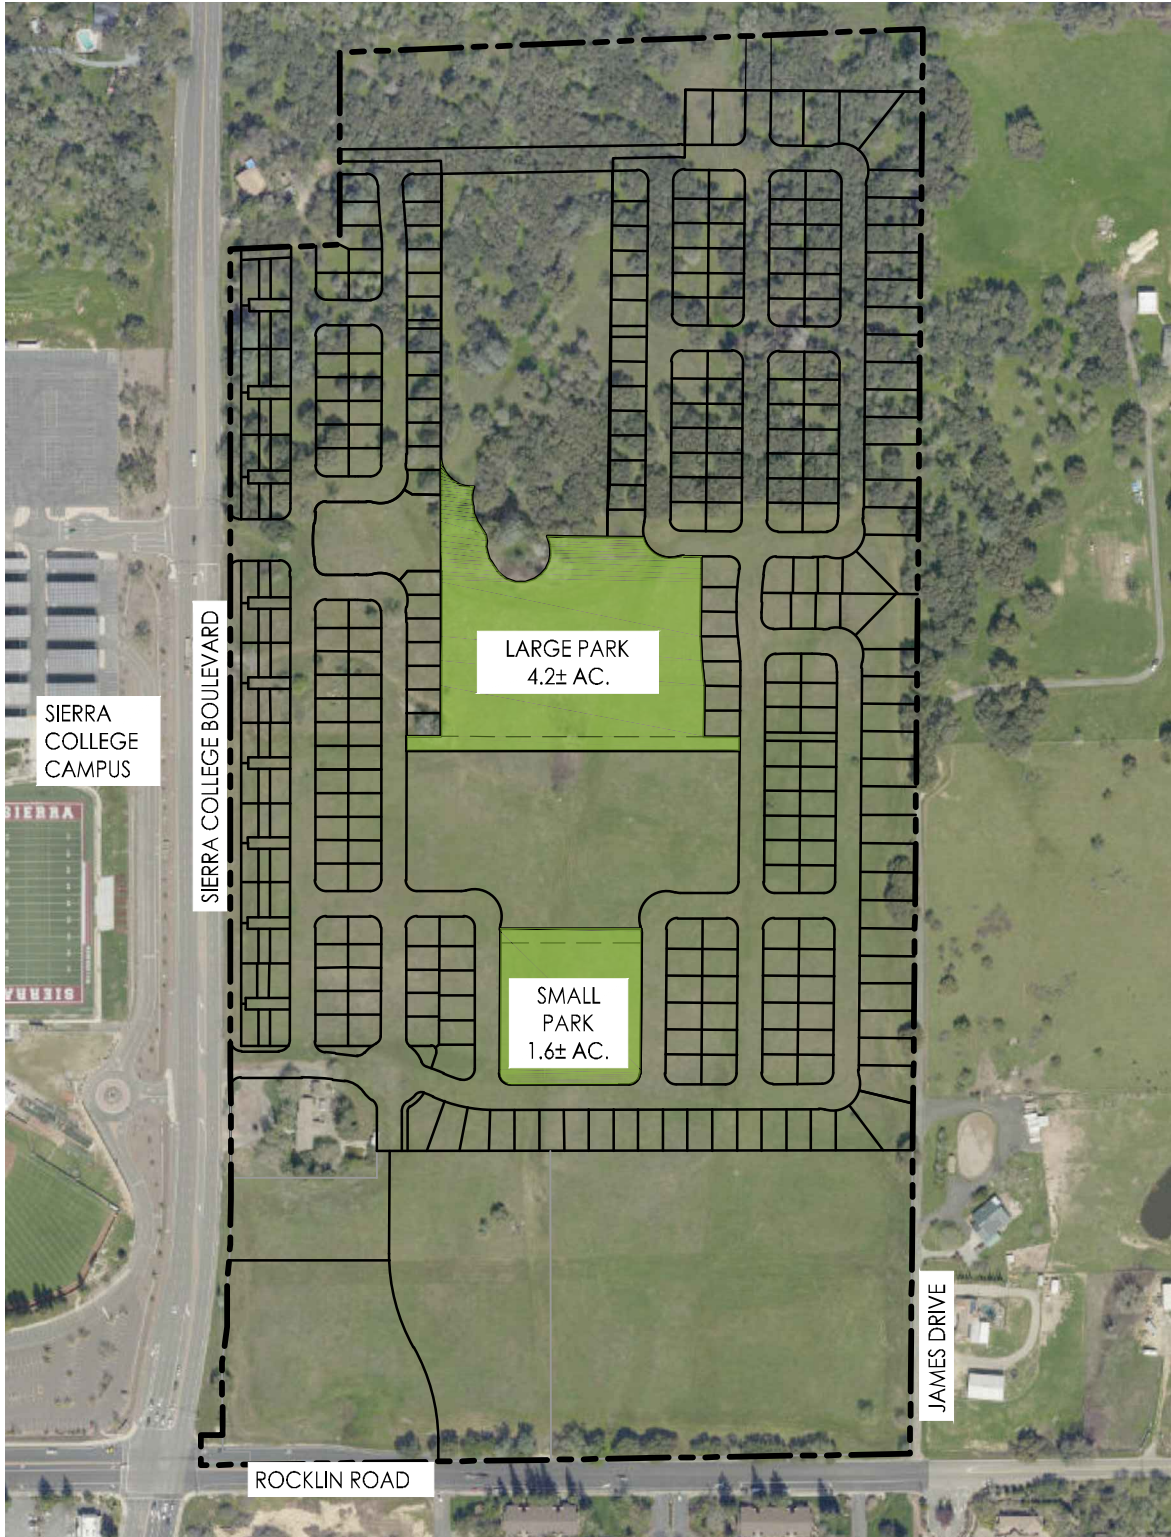 LARGE PARK
4.2± AC.
SIERRA COLLEGE BOULEVARD
SIERRA
COLLEGE
CAMPUS
SIERRA
SMALL
PARK
1.6± AC.
SIERRA
JAMES DRIVE
ROCKLIN ROAD